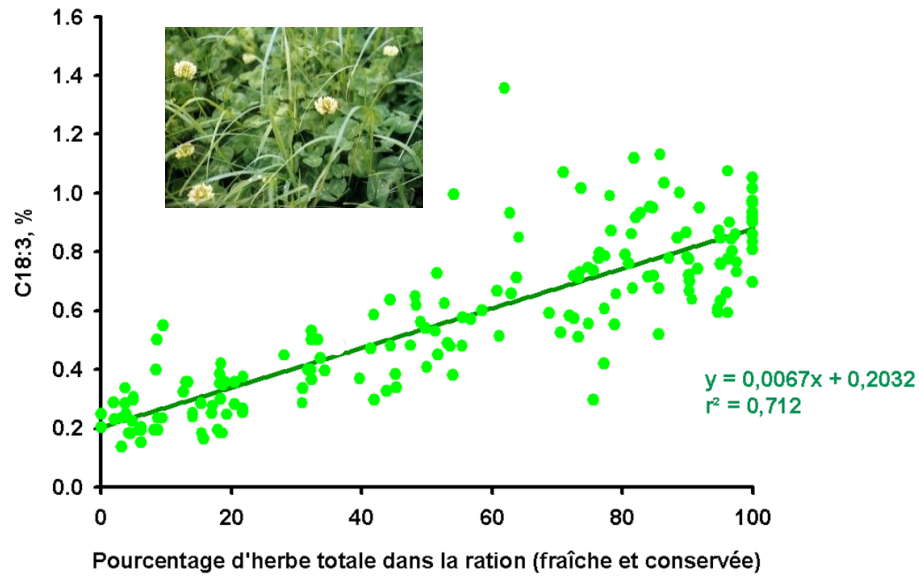 1.6
1.4
1.2
1.0
0.8
0.6
0.4
0.2
0.0
C18:3, %
y = 0,0067x + 0,2032
r² = 0,712
0 20 40 60 80 100
Pourcentage d'herbe totale dans la ration (fraîche et conservée)